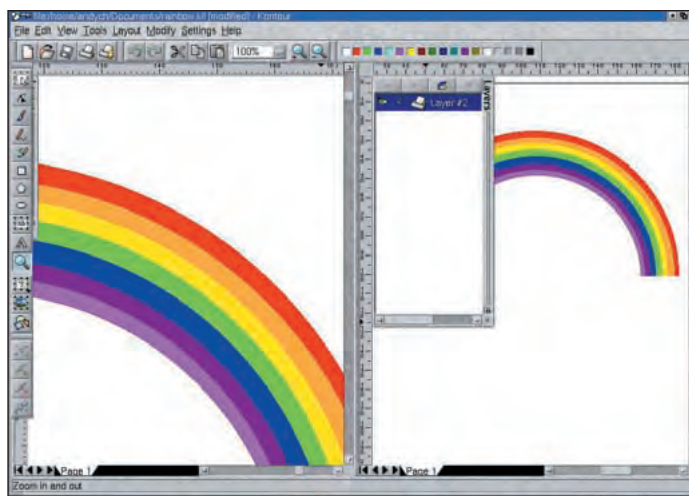 file:/home/andych/Documents/rainbow.kil [modified] - Kontour
File Edit View Tools Layout Modify Settings Help
100%
Layers
Layer #2
Page 1
Page 1
Zoom in and out